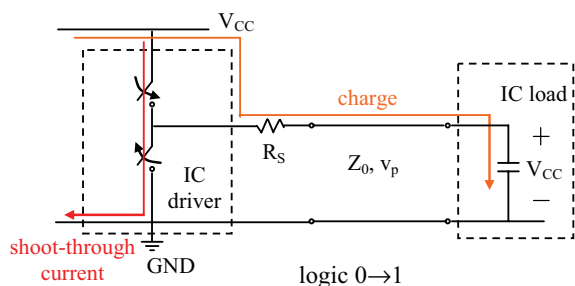 V_CC
charge
IC load
+
R_S
Z_0, v_p
V_CC
IC
driver
−
shoot-through
current
GND
logic 0→1